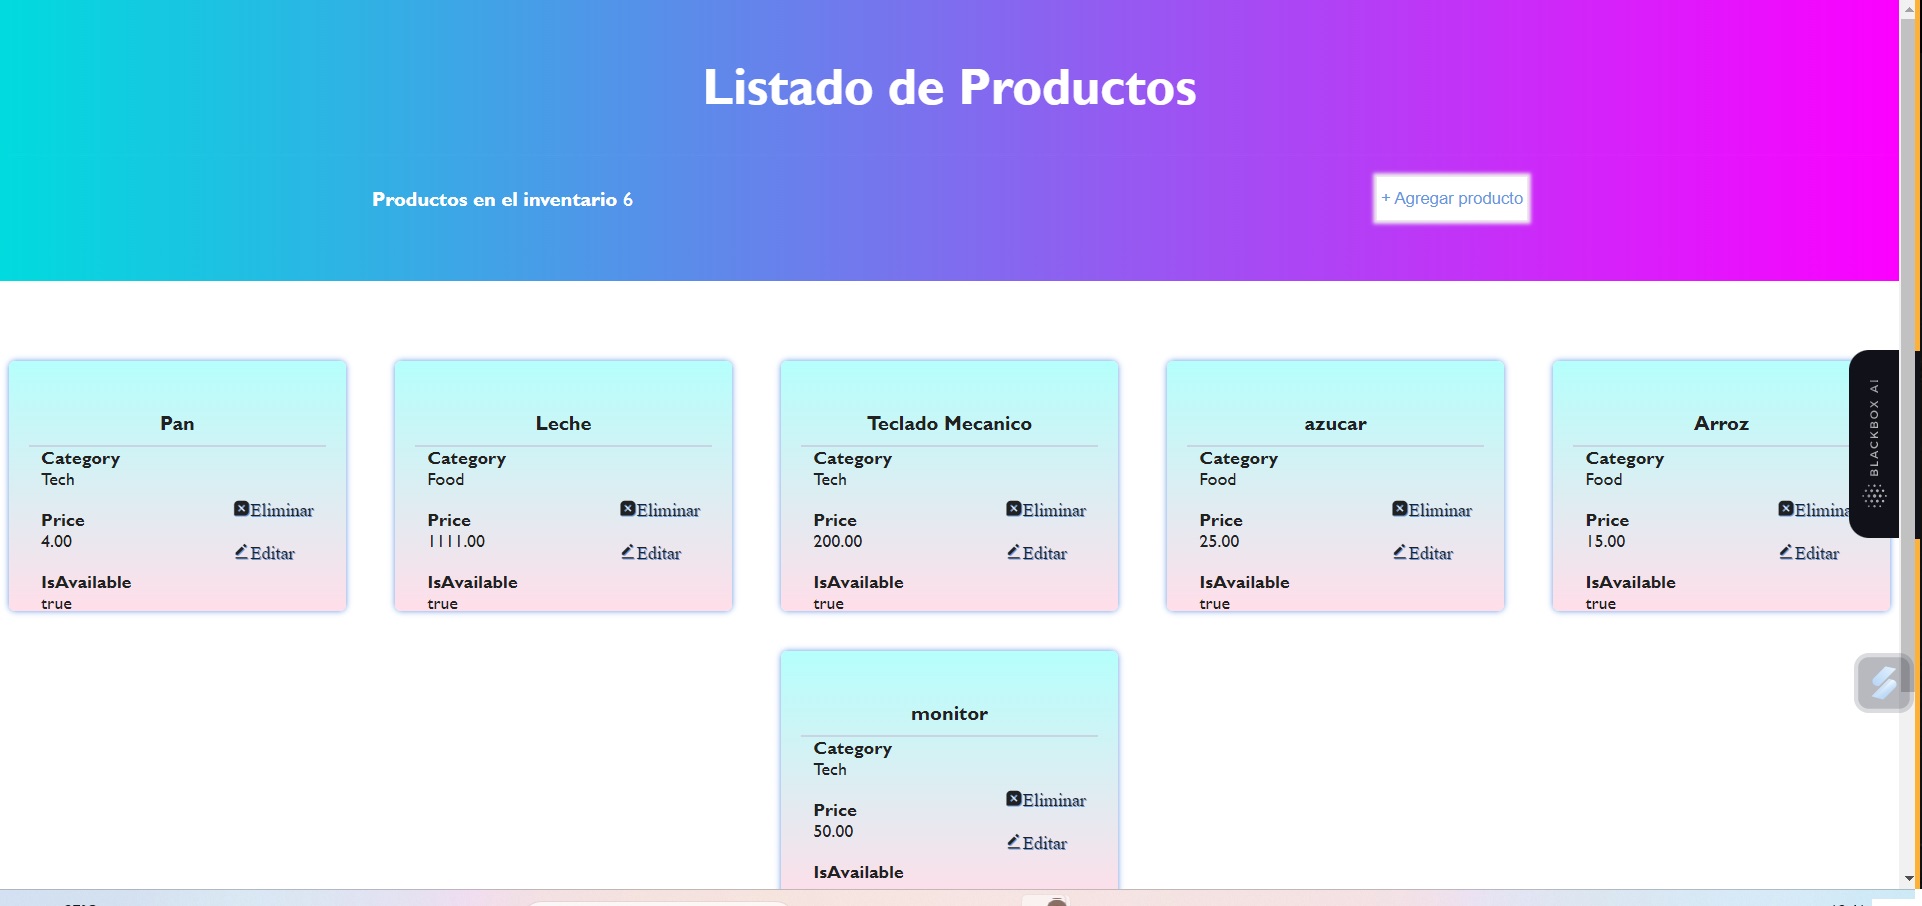 Listado de Productos
Productos en el inventario 6
+ Agregar producto
Pan
Category
Tech
Price
4.00
IsAvailable
true
Eliminar
Editar
Leche
Category
Food
Price
1111.00
IsAvailable
true
Eliminar
Editar
Teclado Mecanico
Category
Tech
Price
200.00
IsAvailable
true
Eliminar
Editar
azucar
Category
Food
Price
25.00
IsAvailable
true
Eliminar
Editar
Arroz
Category
Food
Price
15.00
IsAvailable
true
Elimina
Editar
BLACKBOX AI
monitor
Category
Tech
Price
50.00
IsAvailable
Eliminar
Editar